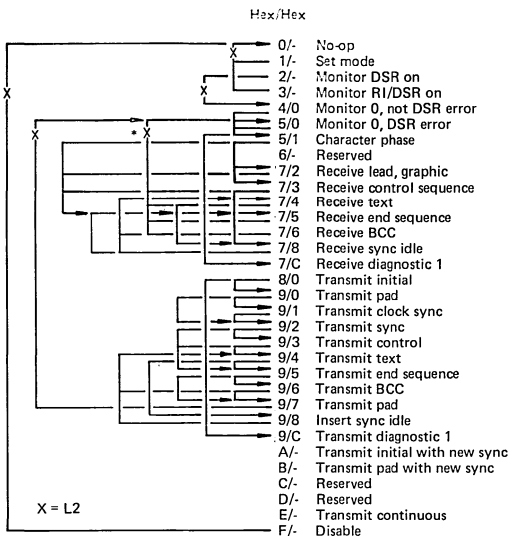 Hex/Hex
0/- No-op
1/- Set mode
2/- Monitor DSR on
3/- Monitor RI/DSR on
4/0 Monitor 0, not DSR error
5/0 Monitor 0, DSR error
5/1 Character phase
6/- Reserved
7/2 Receive lead, graphic
7/3 Receive control sequence
7/4 Receive text
7/5 Receive end sequence
7/6 Receive BCC
7/8 Receive sync idle
7/C Receive diagnostic 1
8/0 Transmit initial
9/0 Transmit pad
9/1 Transmit clock sync
9/2 Transmit sync
9/3 Transmit control
9/4 Transmit text
9/5 Transmit end sequence
9/6 Transmit BCC
9/7 Transmit pad
9/8 Insert sync idle
9/C Transmit diagnostic 1
A/- Transmit initial with new sync
B/- Transmit pad with new sync
C/- Reserved
D/- Reserved
E/- Transmit continuous
F/- Disable
X
X
X
X
* X
X = L2